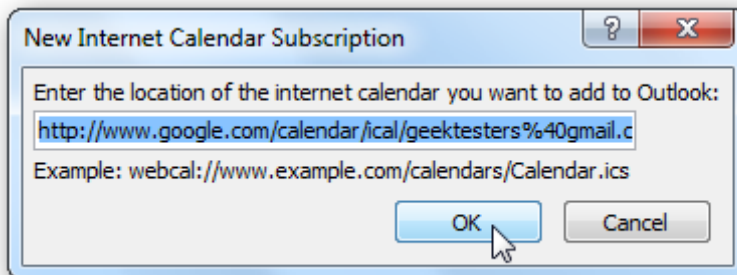 New Internet Calendar Subscription
Enter the location of the internet calendar you want to add to Outlook:
http://www.google.com/calendar/ical/geektesters%40gmail.c
Example: webcal://www.example.com/calendars/Calendar.ics
OK
Cancel